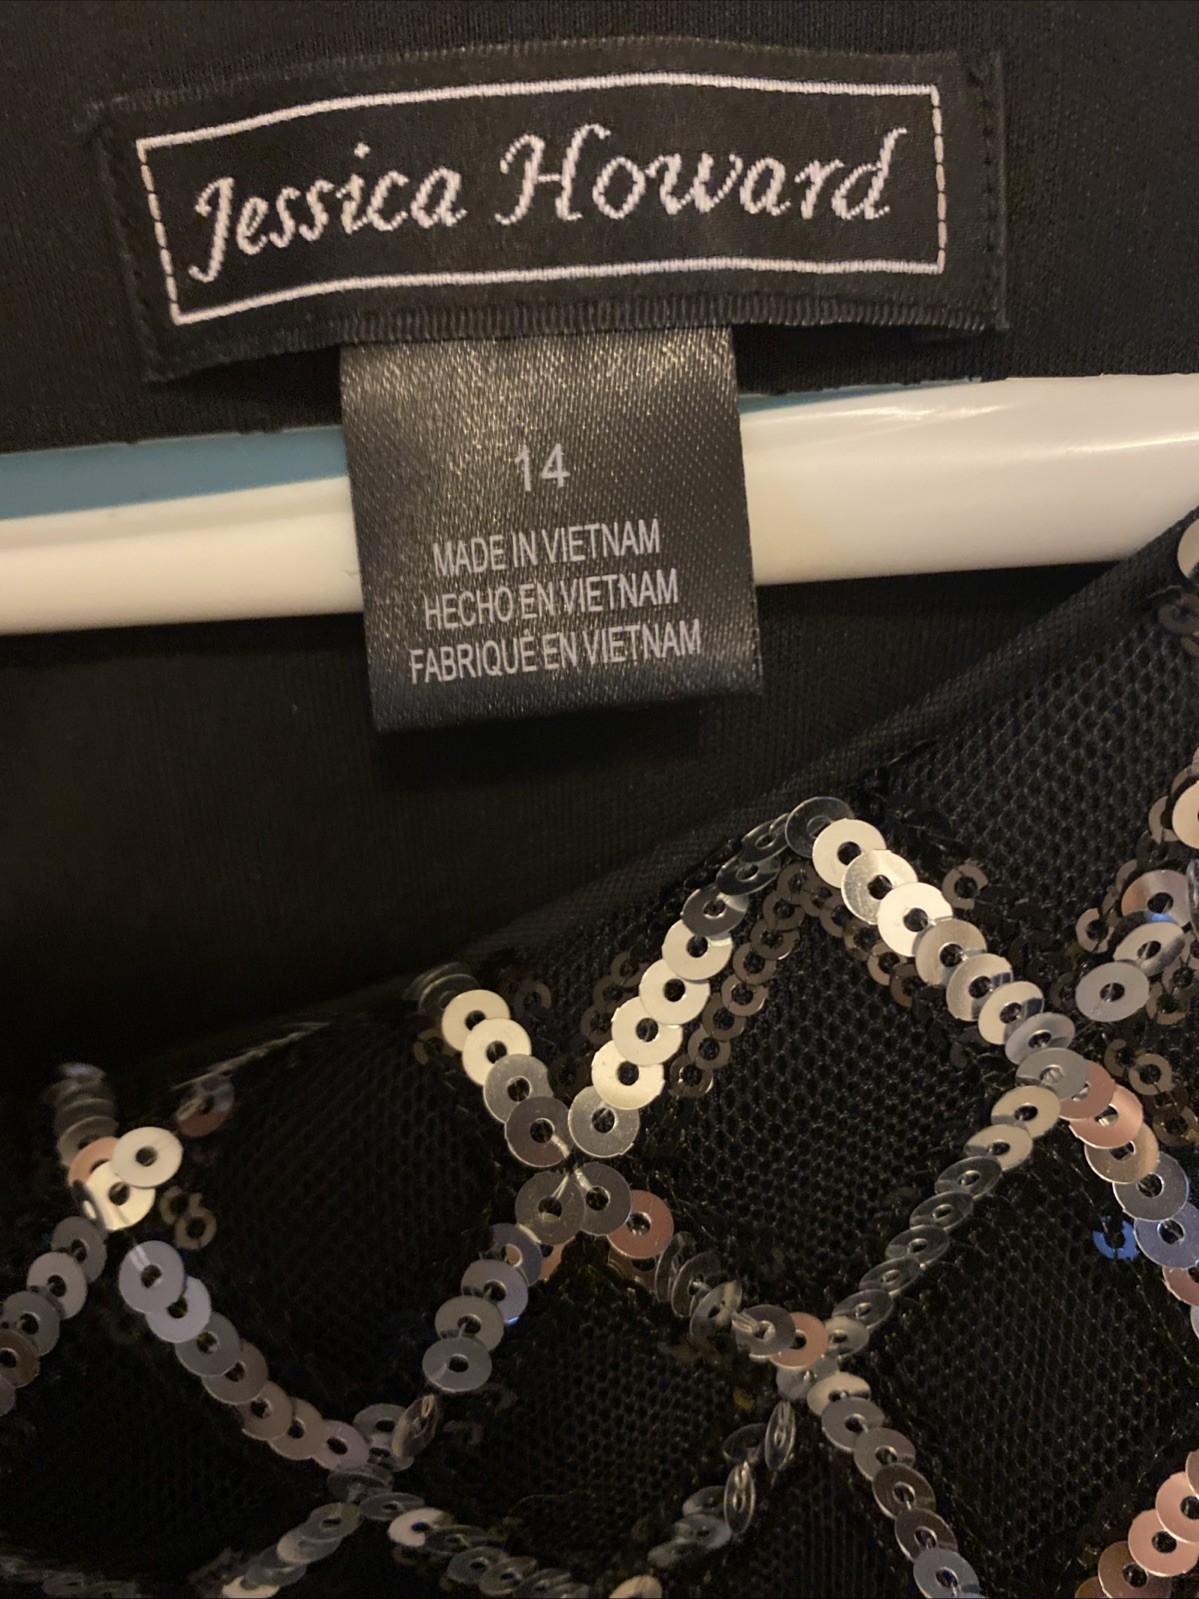 Jessica Howard
14
MADE IN VIETNAM
HECHO EN VIETNAM
FABRIQUÉ EN VIETNAM